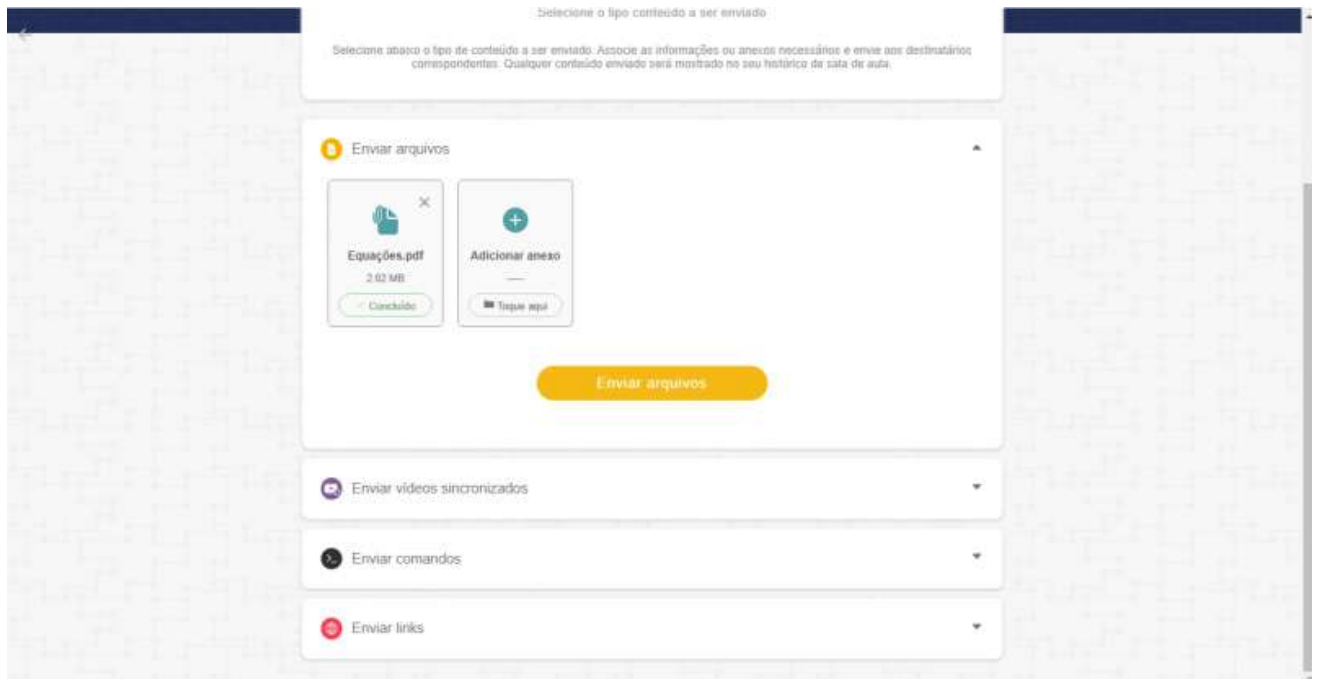 Selecione o tipo conteúdo a ser enviado
Selecione abaixo o tipo de conteúdo a ser enviado. Associe as informações ou anexos necessários e envie aos destinatários
correspondentes. Qualquer conteúdo enviado será mostrado no seu histórico de sala de aula.
Enviar arquivos
Equações.pdf
2.02 MB
Concluído
Adicionar anexo
Toque aqui
Enviar arquivos
Enviar vídeos sincronizados
Enviar comandos
Enviar links